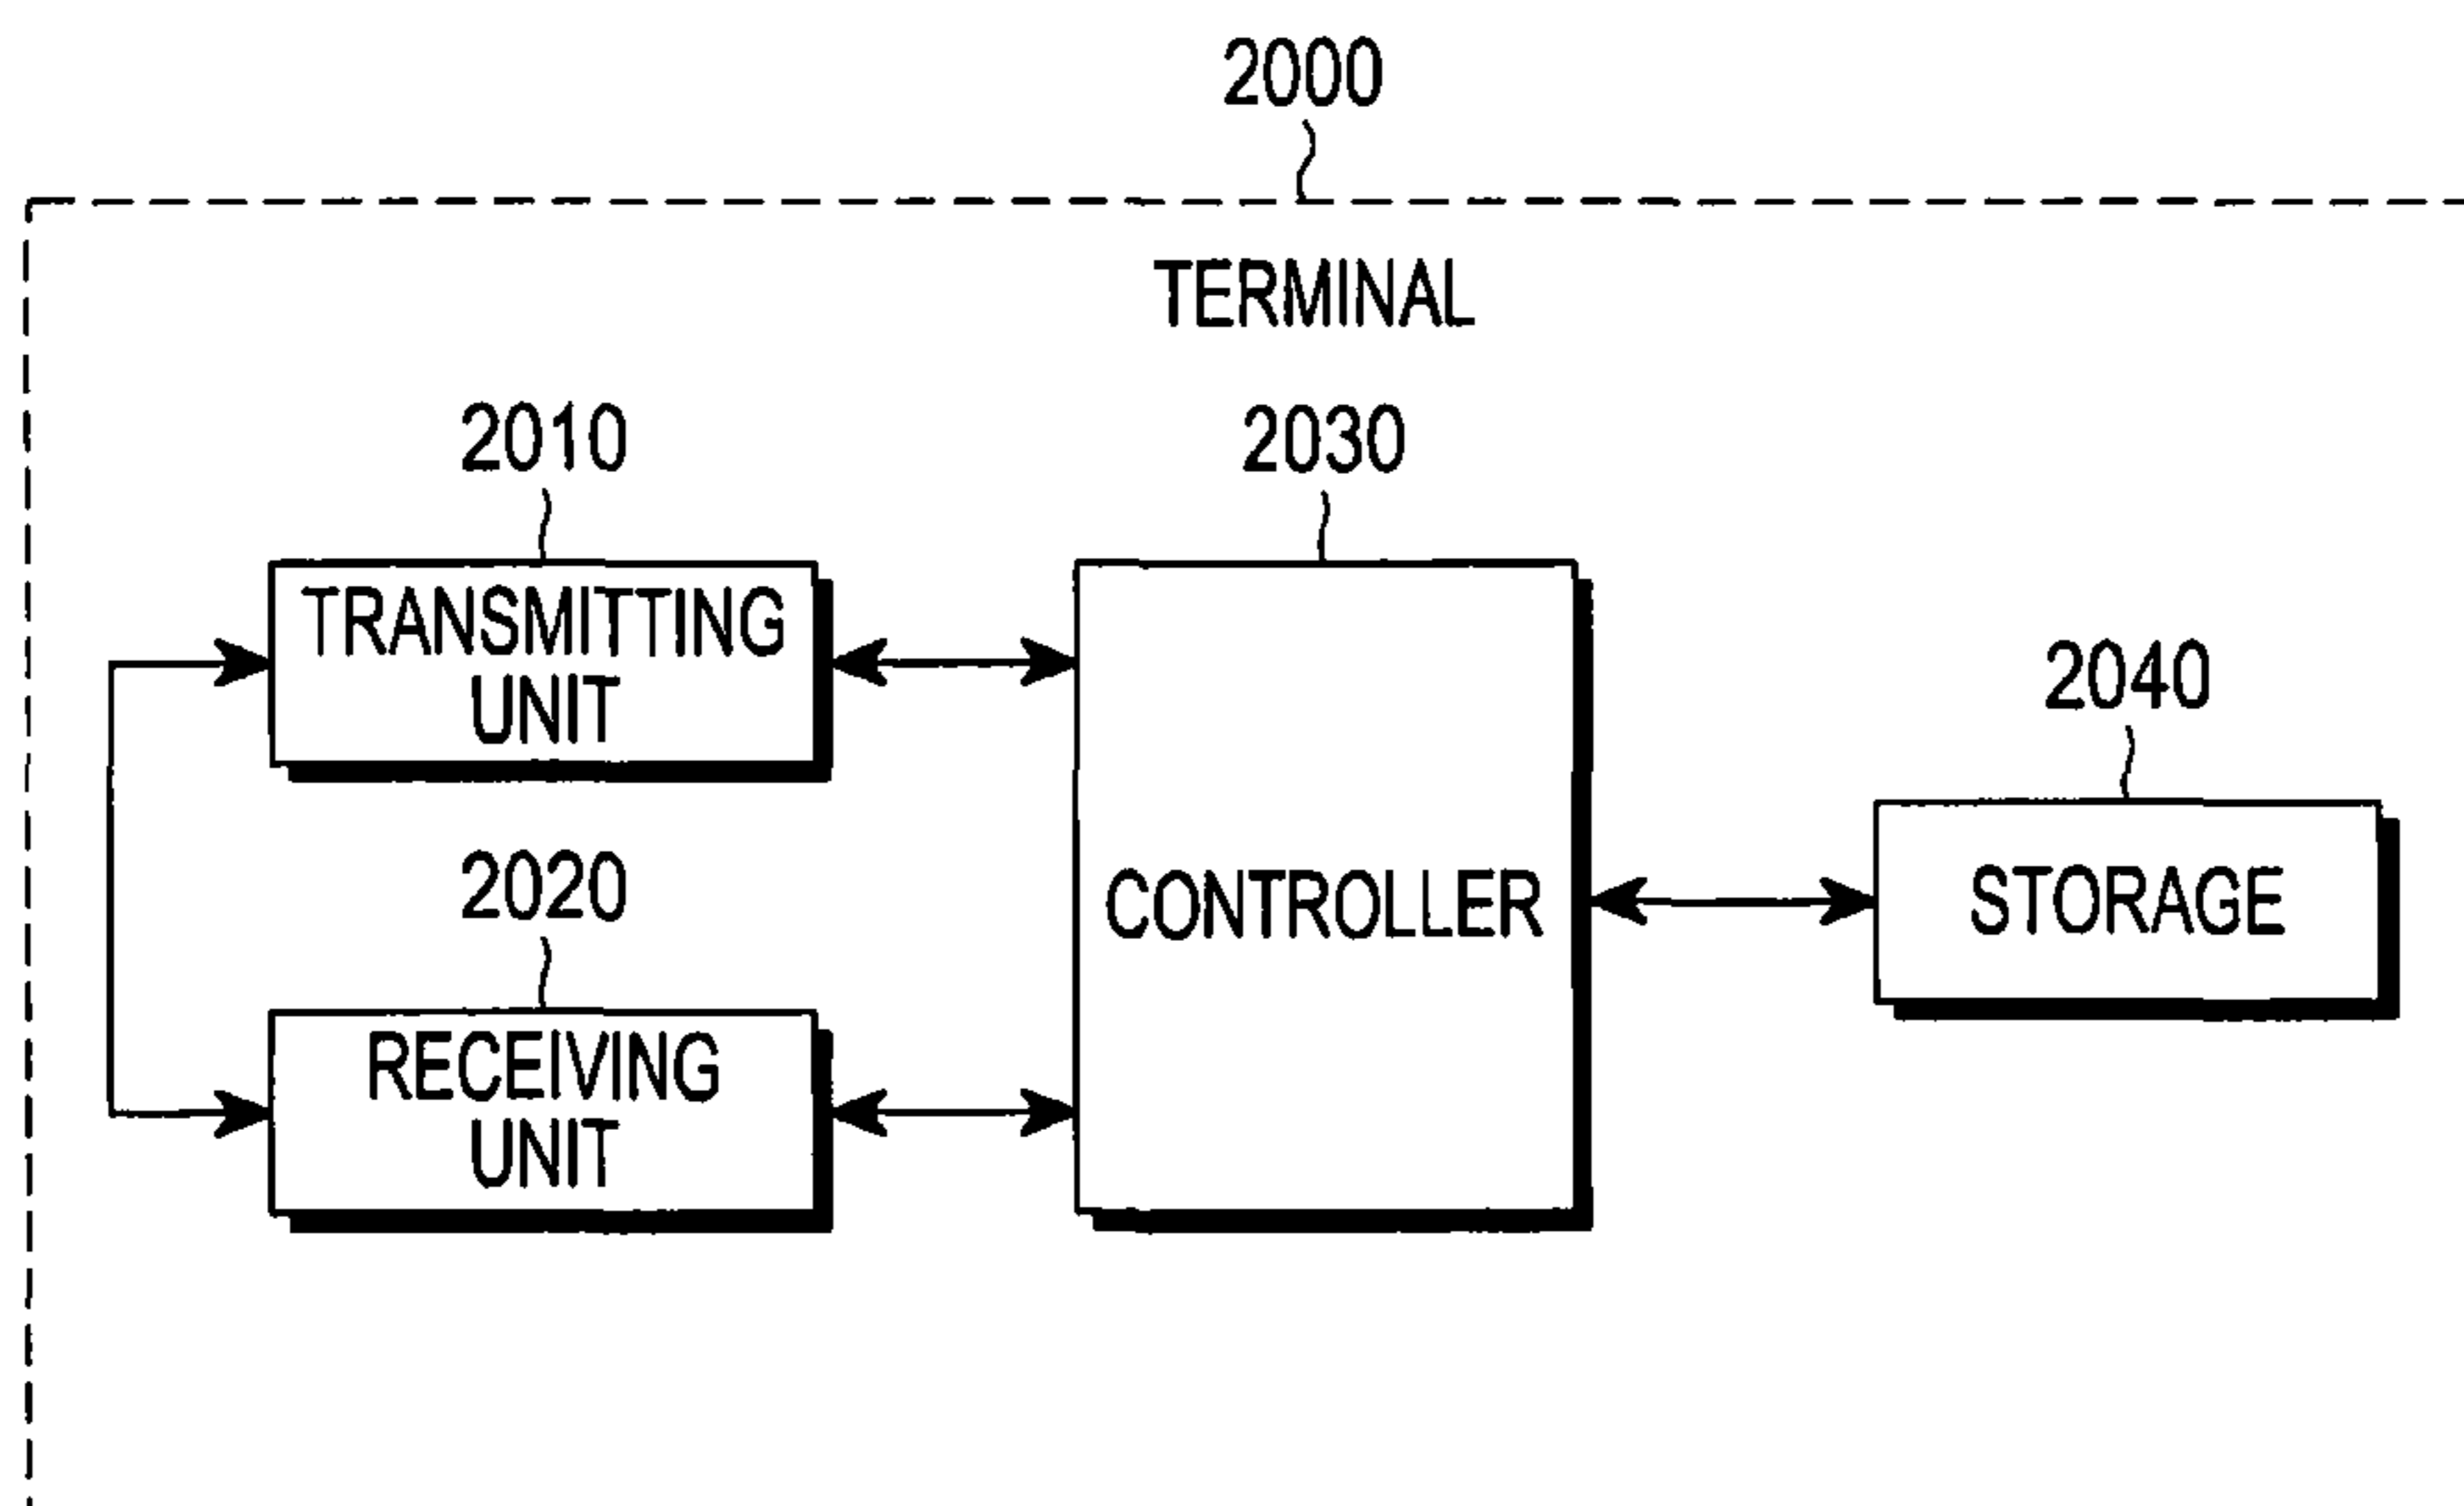 2000
TERMINAL
2010
2030
TRANSMITTING
UNIT
2040
2020
CONTROLLER
STORAGE
RECEIVING
UNIT